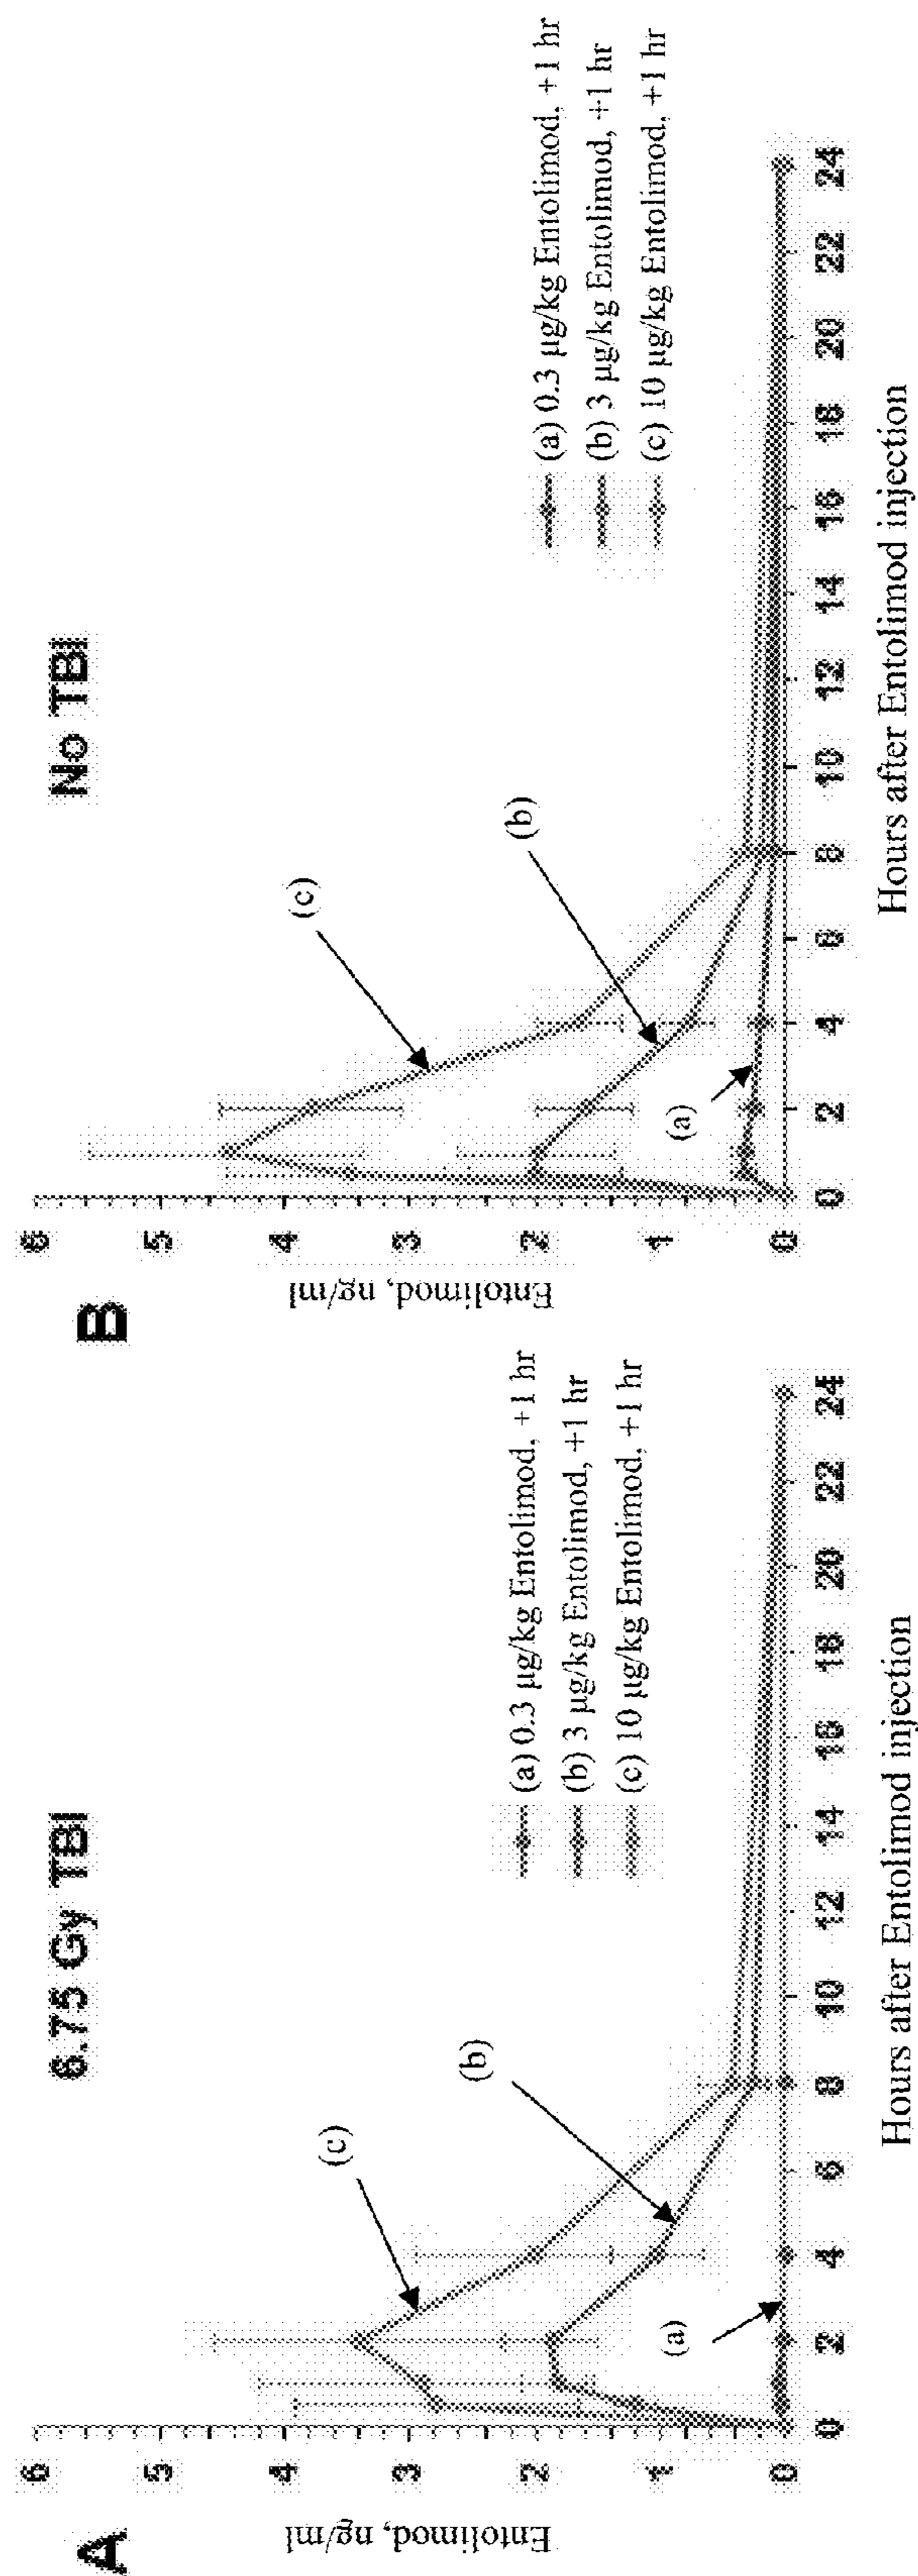 A
6.75 Gy TBI
Entolimod, ng/ml
6
5
4
3
2
1
0
(c)
(b)
(a)
(a) 0.3 µg/kg Entolimod, +1 hr
(b) 3 µg/kg Entolimod, +1 hr
(c) 10 µg/kg Entolimod, +1 hr
0 2 4 6 8 10 12 14 16 18 20 22 24
Hours after Entolimod injection
B
No TBI
Entolimod, ng/ml
6
5
4
3
2
1
0
(c)
(b)
(a)
(a) 0.3 µg/kg Entolimod, +1 hr
(b) 3 µg/kg Entolimod, +1 hr
(c) 10 µg/kg Entolimod, +1 hr
0 2 4 6 8 10 12 14 16 18 20 22 24
Hours after Entolimod injection